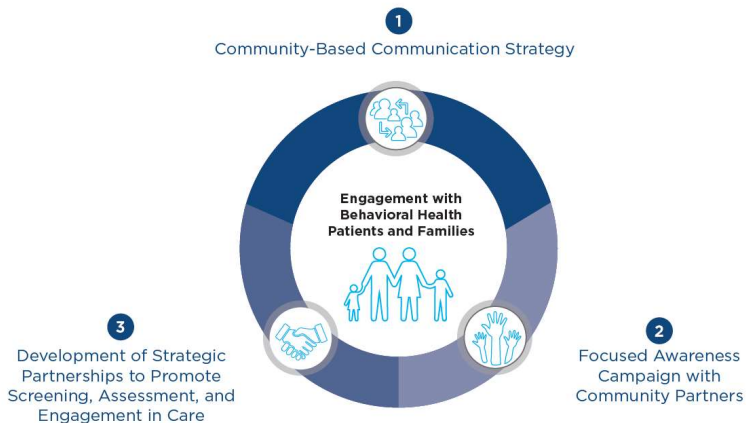 1
Community-Based Communication Strategy
Engagement with
Behavioral Health
Patients and Families
2
Focused Awareness
Campaign with
Community Partners
3
Development of Strategic
Partnerships to Promote
Screening, Assessment, and
Engagement in Care